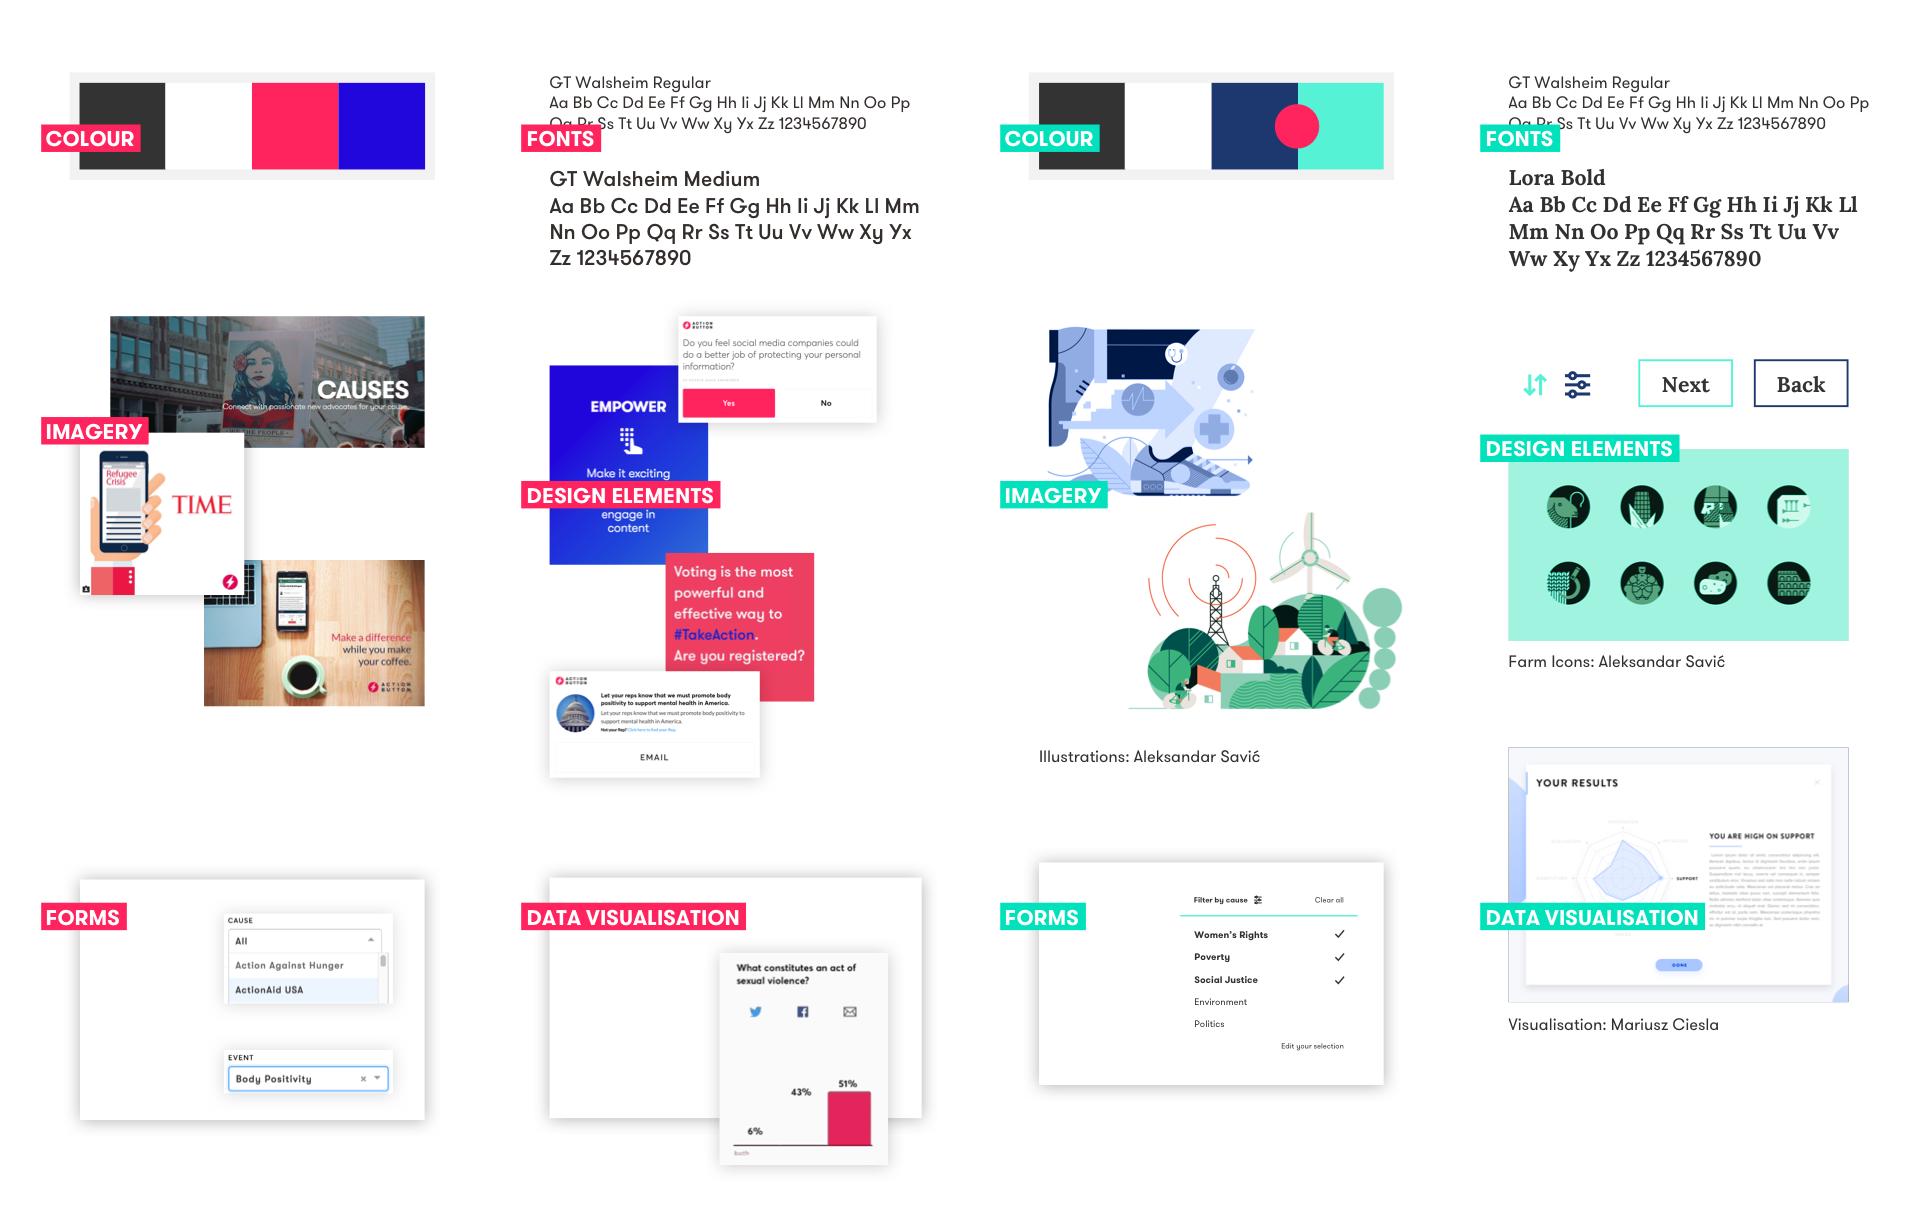 COLOUR
GT Walsheim Regular
Aa Bb Cc Dd Ee Ff Gg Hh Ii Jj Kk Ll Mm Nn Oo Pp
Qq Rr Ss Tt Uu Vv Ww Xy Yx Zz 1234567890
FONTS
GT Walsheim Medium
Aa Bb Cc Dd Ee Ff Gg Hh Ii Jj Kk Ll Mm
Nn Oo Pp Qq Rr Ss Tt Uu Vv Ww Xy Yx
Zz 1234567890
COLOUR
GT Walsheim Regular
Aa Bb Cc Dd Ee Ff Gg Hh Ii Jj Kk Ll Mm Nn Oo Pp
Qq Rr Ss Tt Uu Vv Ww Xy Yx Zz 1234567890
FONTS
Lora Bold
Aa Bb Cc Dd Ee Ff Gg Hh Ii Jj Kk Ll
Mm Nn Oo Pp Qq Rr Ss Tt Uu Vv
Ww Xy Yx Zz 1234567890
CAUSES
Connect with passionate new advocates for your cause.
THE PEOPLE
IMAGERY
Refugee
Crisis
TIME
Make a difference
while you make
your coffee.
ACTION
BUTTON
ACTION
BUTTON
Do you feel social media companies could
do a better job of protecting your personal
information?
Yes
No
EMPOWER
Make it exciting
DESIGN ELEMENTS
engage in
content
Voting is the most
powerful and
effective way to
#TakeAction.
Are you registered?
ACTION
BUTTON
Let your reps know that we must promote body
positivity to support mental health in America.
Let your reps know that we must promote body positivity to
support mental health in America.
Not your Rep? Click here to find your Rep.
EMAIL
IMAGERY
Illustrations: Aleksandar Savić
Next
Back
DESIGN ELEMENTS
Farm Icons: Aleksandar Savić
FORMS
CAUSE
All
Action Against Hunger
ActionAid USA
EVENT
Body Positivity
DATA VISUALISATION
What constitutes an act of
sexual violence?
6%
43%
51%
both
FORMS
Filter by cause
Clear all
Women's Rights
Poverty
Social Justice
Environment
Politics
Edit your selection
YOUR RESULTS
YOU ARE HIGH ON SUPPORT
SUPPORT
DATA VISUALISATION
DONE
Visualisation: Mariusz Ciesla